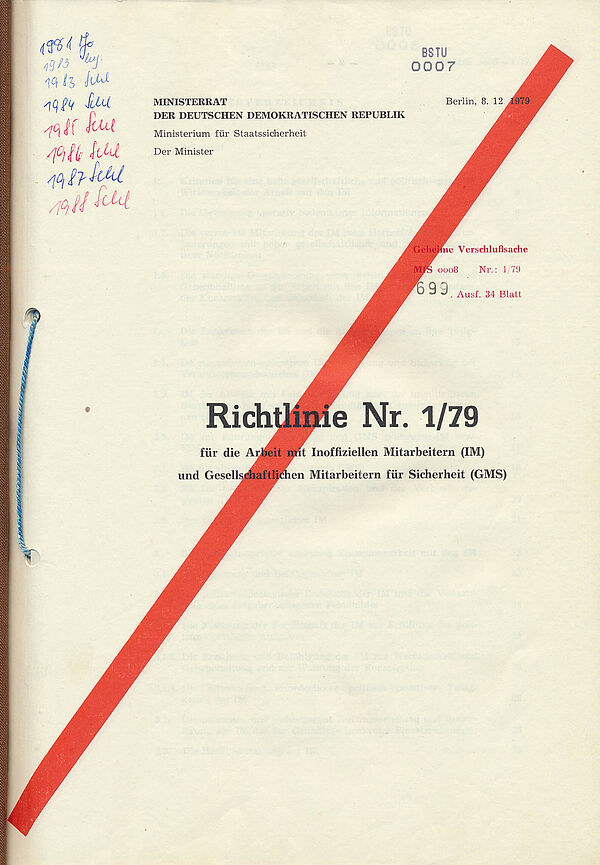 1981
1983
1983 Schl
1984 Schl
1985 Schl
1986 Schl
1987 Schl
1988 Schl
BSTU
0007
MINISTERRAT
DER DEUTSCHEN DEMOKRATISCHEN REPUBLIK
Ministerium für Staatssicherheit
Der Minister
Berlin, 8. 12. 1979
Geheime Verschlußsache
MfS 0008 Nr.: 1/79
699. Ausf. 34 Blatt
Richtlinie Nr. 1/79
für die Arbeit mit Inoffiziellen Mitarbeitern (IM)
und Gesellschaftlichen Mitarbeitern für Sicherheit (GMS)